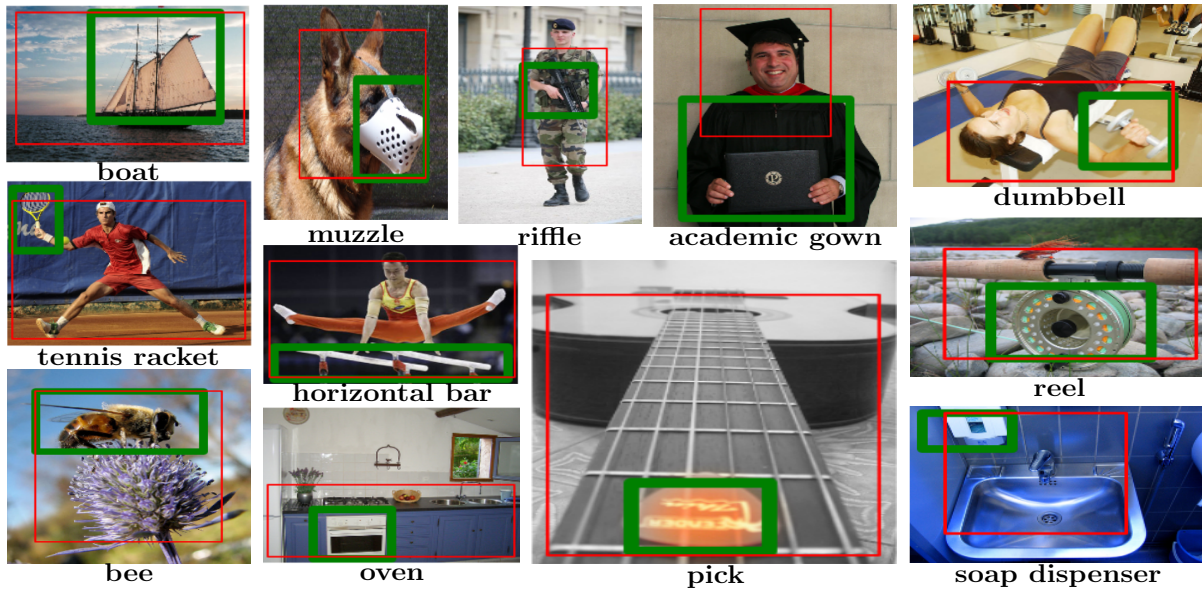 boat
muzzle
riffle
academic gown
dumbbell
tennis racket
horizontal bar
pick
reel
bee
oven
soap dispenser